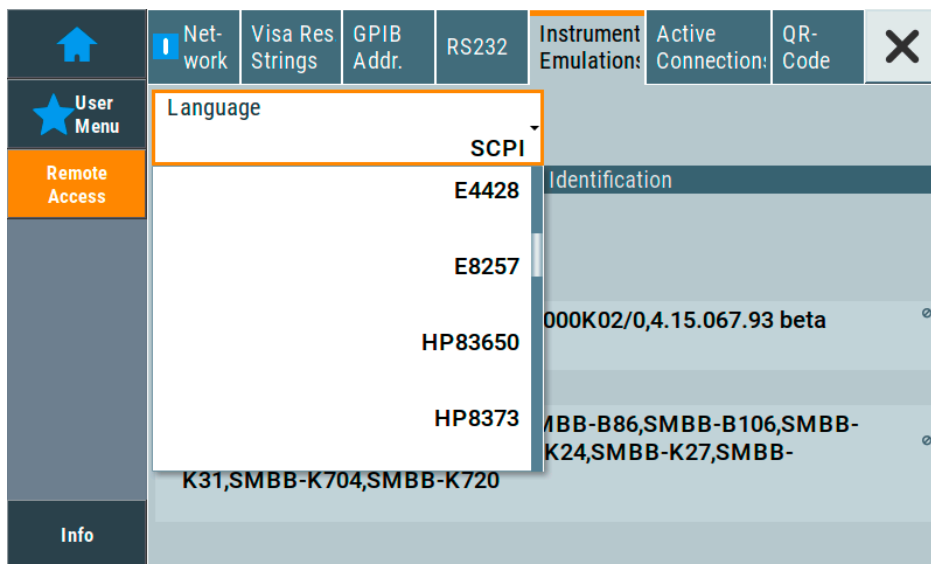 Net-
work
Visa Res
Strings
GPIB
Addr.
RS232
Instrument
Emulations
Active
Connection
QR-
Code
User
Menu
Remote
Access
Info
Language
SCPI
E4428
E8257
HP83650
HP8373
Identification
000K02/0,4.15.067.93 beta
MBB-B86,SMBB-B106,SMBB-
K24,SMBB-K27,SMBB-
K31,SMBB-K704,SMBB-K720